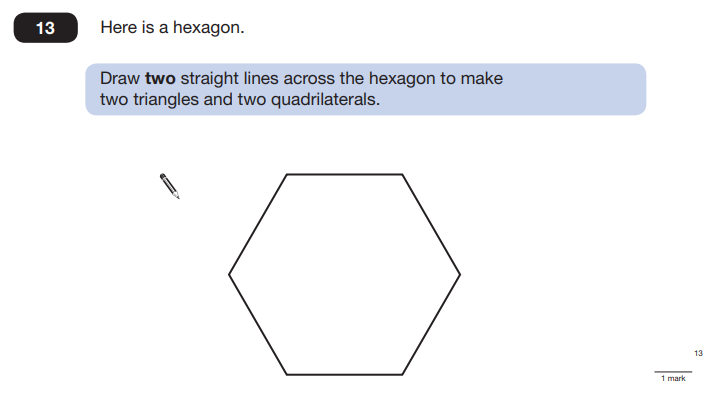 13 Here is a hexagon.
Draw two straight lines across the hexagon to make
two triangles and two quadrilaterals.
13
1 mark